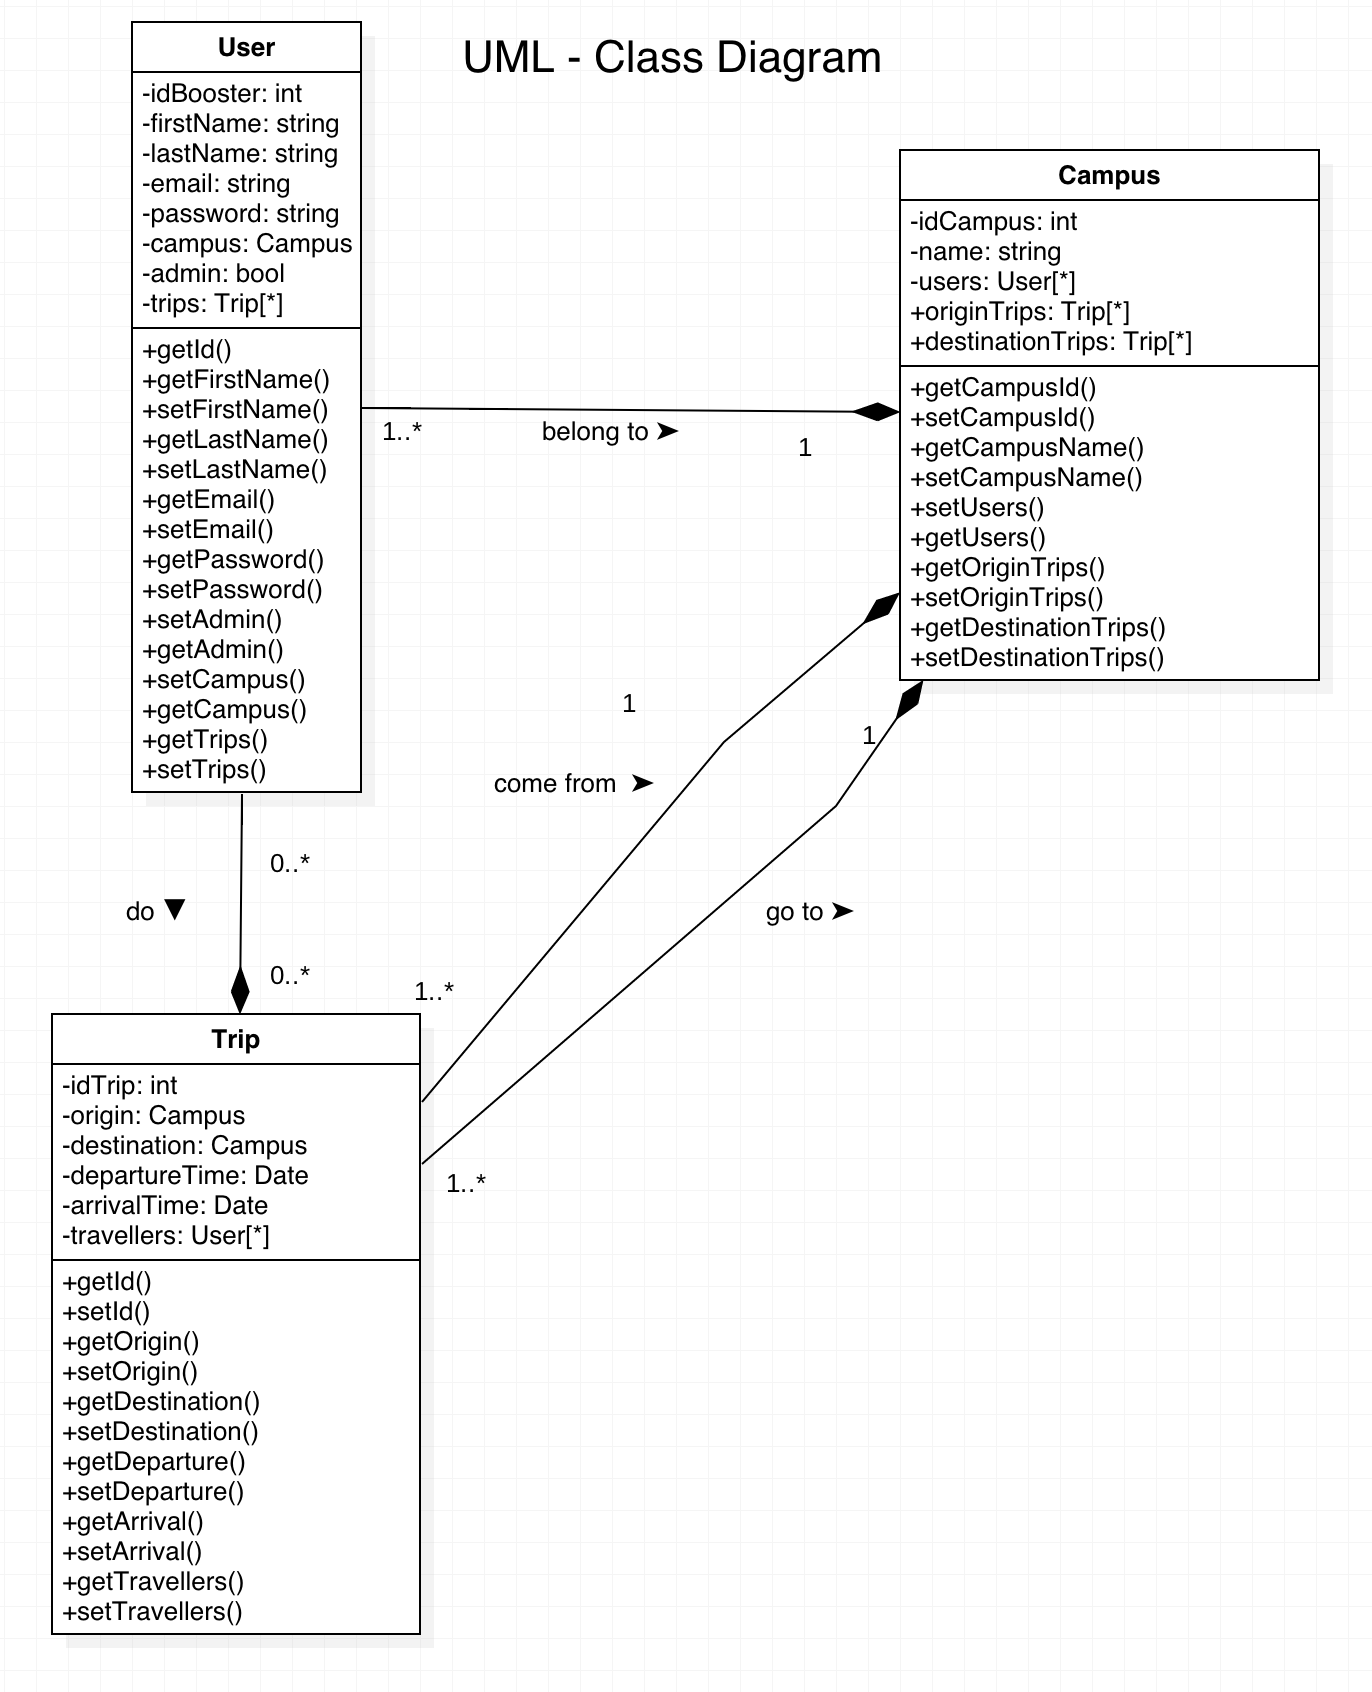 UML - Class Diagram
User
-idBooster: int
-firstName: string
-lastName: string
-email: string
-password: string
-campus: Campus
-admin: bool
-trips: Trip[*]
+getId()
+getFirstName()
+setFirstName()
+getLastName()
+setLastName()
+getEmail()
+setEmail()
+getPassword()
+setPassword()
+setAdmin()
+getAdmin()
+setCampus()
+getCampus()
+getTrips()
+setTrips()
Campus
-idCampus: int
-name: string
-users: User[*]
+originTrips: Trip[*]
+destinationTrips: Trip[*]
+getCampusId()
+setCampusId()
+getCampusName()
+setCampusName()
+setUsers()
+getUsers()
+getOriginTrips()
+setOriginTrips()
+getDestinationTrips()
+setDestinationTrips()
1..*
belong to ➤
1
1
come from ➤
1..*
1
go to ➤
1..*
0..*
do ▼
0..*
Trip
-idTrip: int
-origin: Campus
-destination: Campus
-departureTime: Date
-arrivalTime: Date
-travellers: User[*]
+getId()
+setId()
+getOrigin()
+setOrigin()
+getDestination()
+setDestination()
+getDeparture()
+setDeparture()
+getArrival()
+setArrival()
+getTravellers()
+setTravellers()